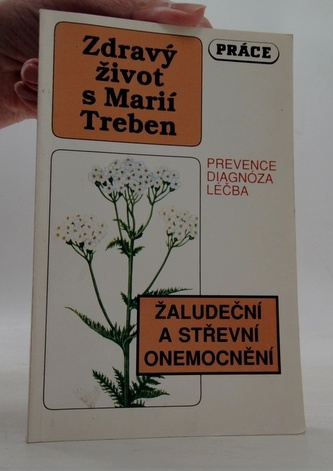 Zdravý
život
s Marií
Treben
PRÁCE
PREVENCE
DIAGNÓZA
LÉČBA
ŽALUDEČNÍ
A STŘEVNÍ
ONEMOCNĚNÍ